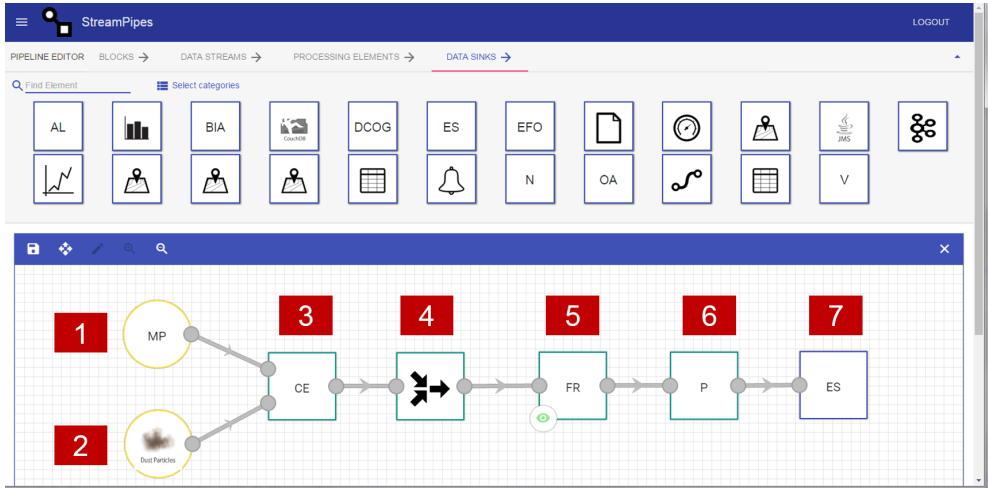 StreamPipes
LOGOUT
PIPELINE EDITOR
BLOCKS
DATA STREAMS
PROCESSING ELEMENTS
DATA SINKS
Find Element
Select categories
AL
BIA
CouchDB
DCOG
ES
EFO
JMS
N
OA
V
1
MP
2
Dust Particles
3
CE
4
5
FR
6
P
7
ES